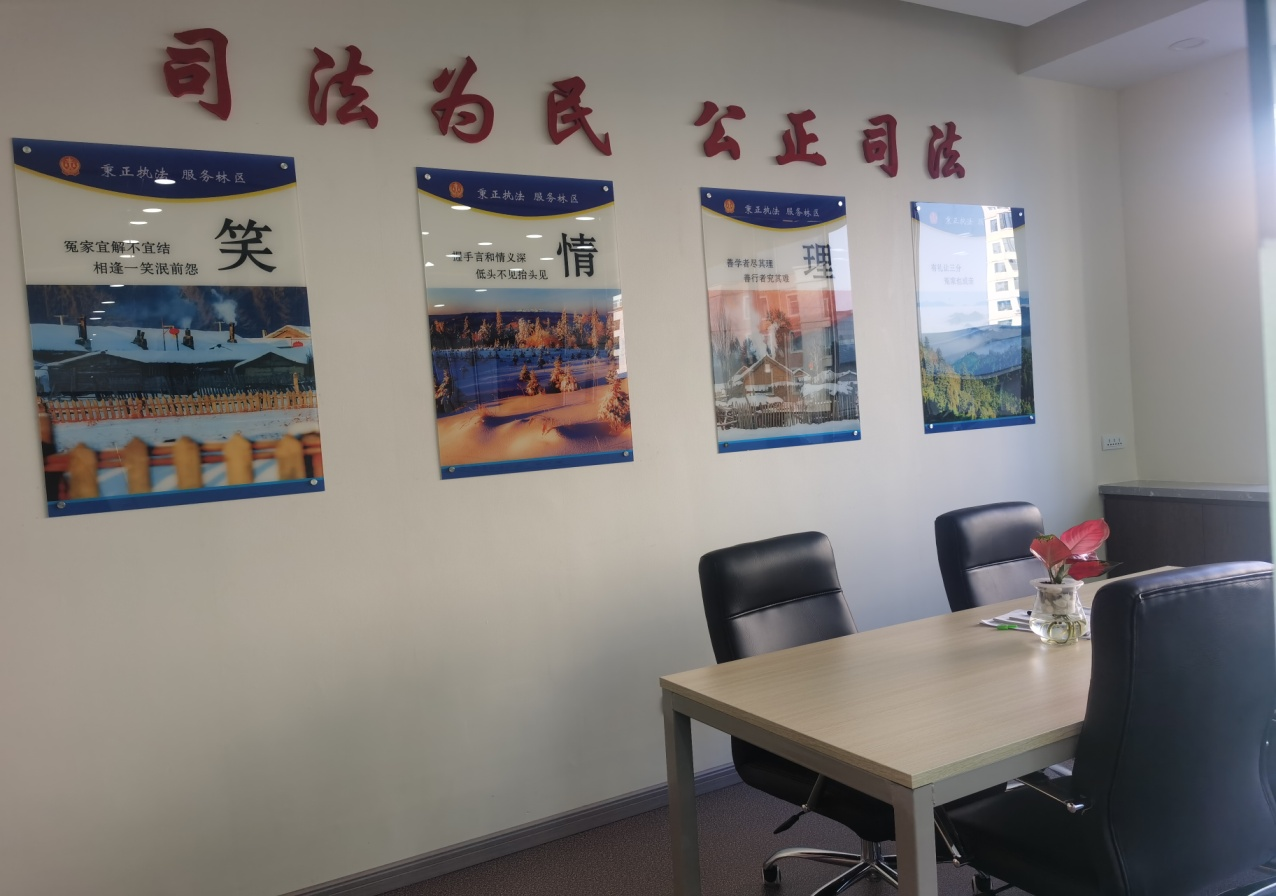 司法为民 公正司法
秉正执法 服务林区
笑
冤家宜解不宜结
相逢一笑泯前怨
秉正执法 服务林区
情
握手言和情义深
低头不见抬头见
秉正执法 服务林区
理
善学者尽其理
善行者究其难